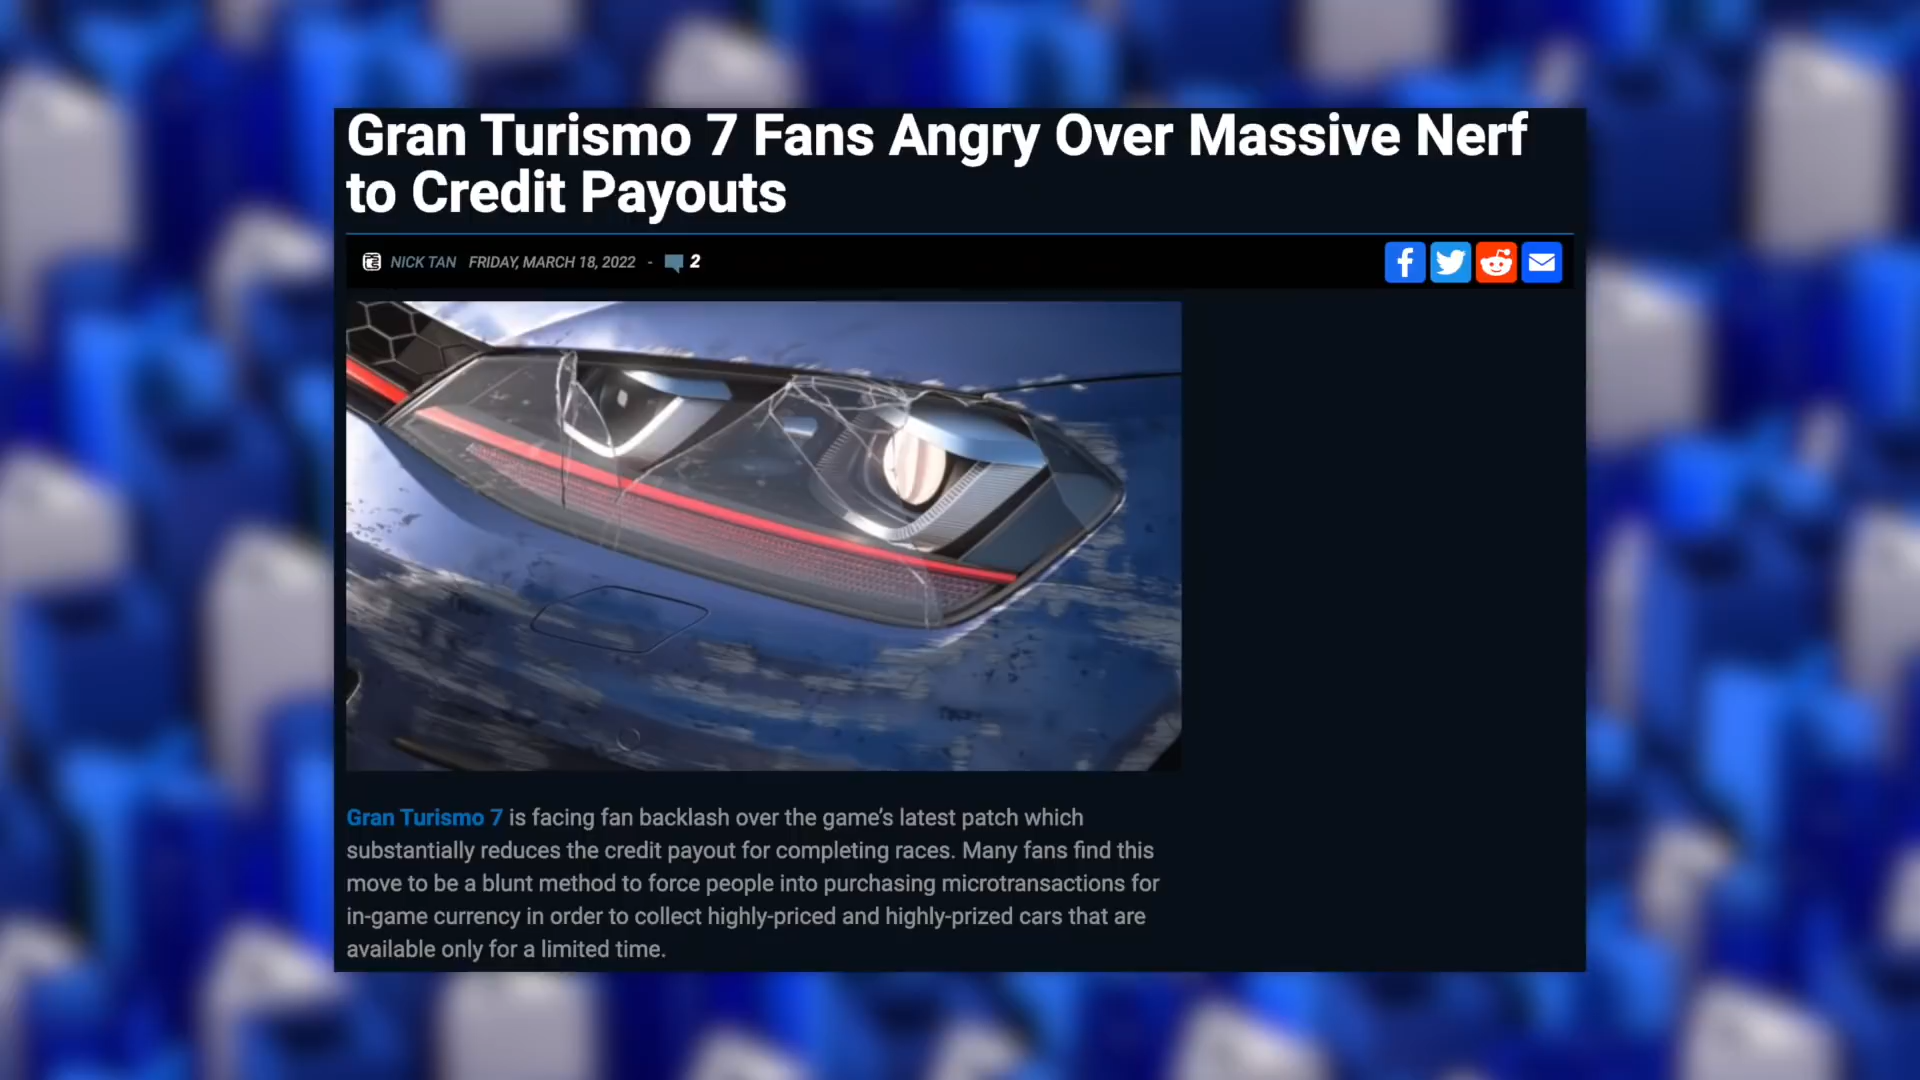 Gran Turismo 7 Fans Angry Over Massive Nerf
to Credit Payouts
NICK TAN FRIDAY, MARCH 18, 2022 - 2
Gran Turismo 7 is facing fan backlash over the game’s latest patch which
substantially reduces the credit payout for completing races. Many fans find this
move to be a blunt method to force people into purchasing microtransactions for
in-game currency in order to collect highly-priced and highly-prized cars that are
available only for a limited time.